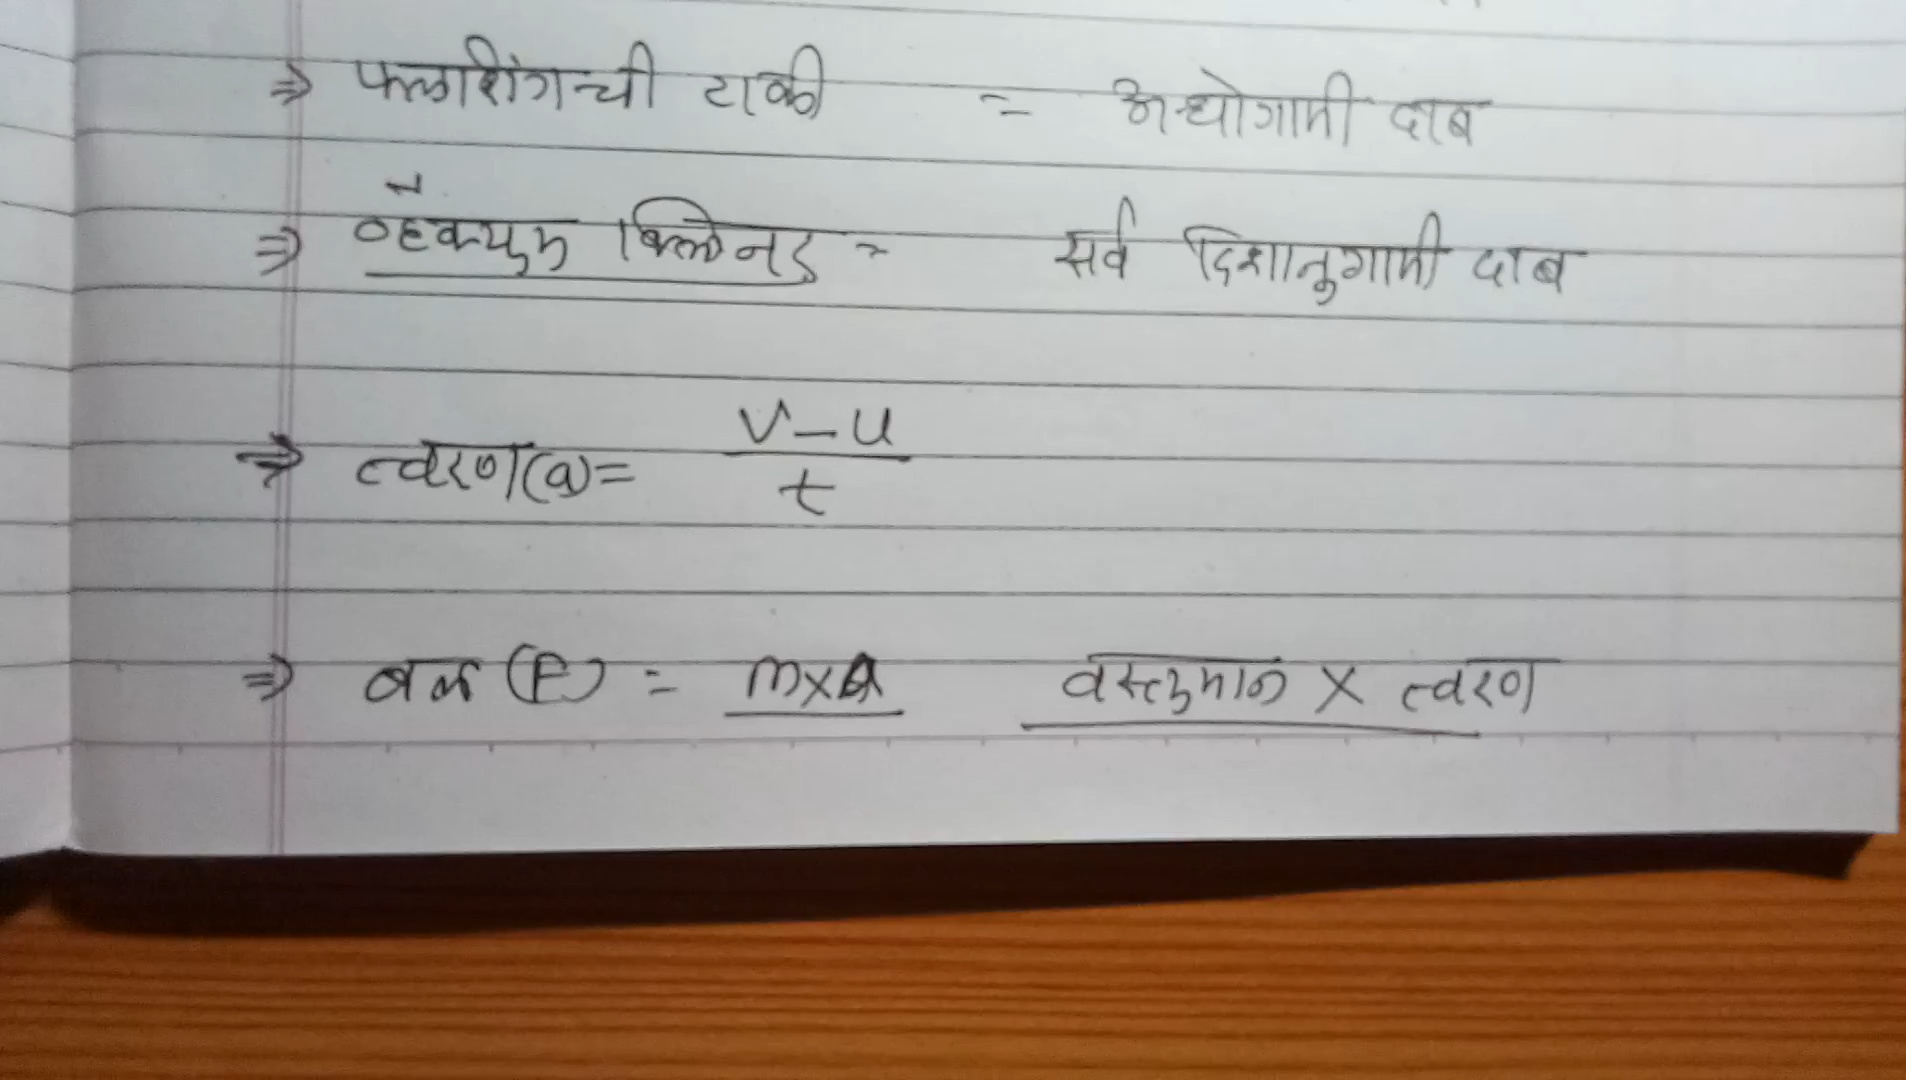 ⇒ फ्लशिंगची टाकी = अधोगामी दाब
⇒ व्हॅक्युम क्लिनर = सर्व दिशानुगामी दाब
⇒ त्वरण(a) = V-u
t
⇒ बल (F) = m×a वस्तुमान × त्वरण